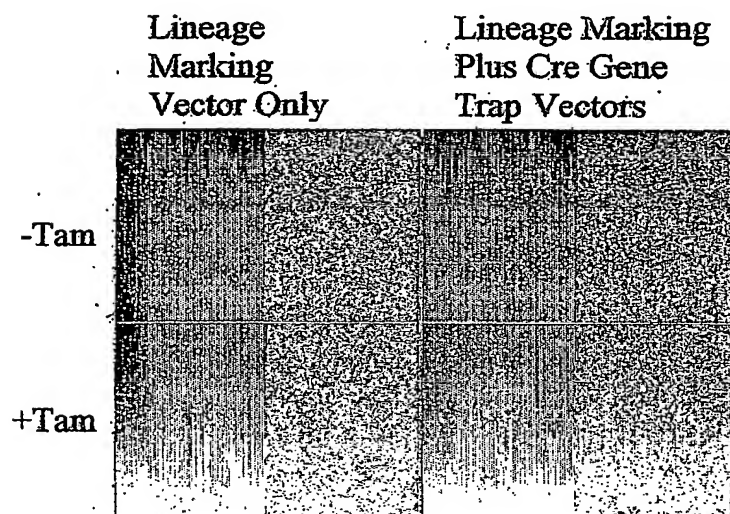 Lineage
Marking
Vector Only
Lineage Marking
Plus Cre Gene
Trap Vectors
-Tam
+Tam